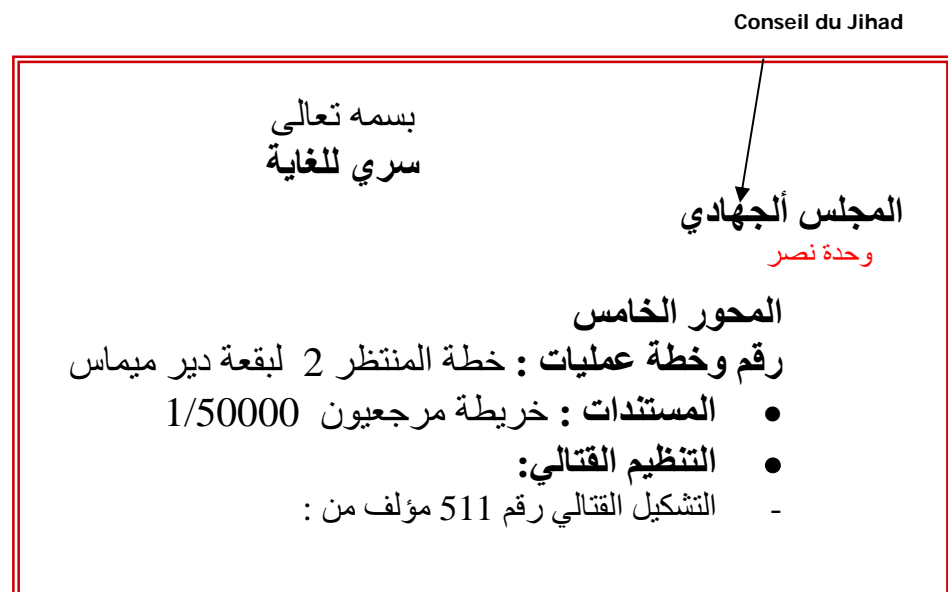 Conseil du Jihad
بسمه تعالى
سري للغاية
المجلس ألجهادي
وحدة نصر
المحور الخامس
رقم وخطة عمليات : خطة المنتظر 2 لبقعة دير ميماس
• المستندات : خريطة مرجعيون 1/50000
• التنظيم القتالي:
- التشكيل القتالي رقم 511 مؤلف من :